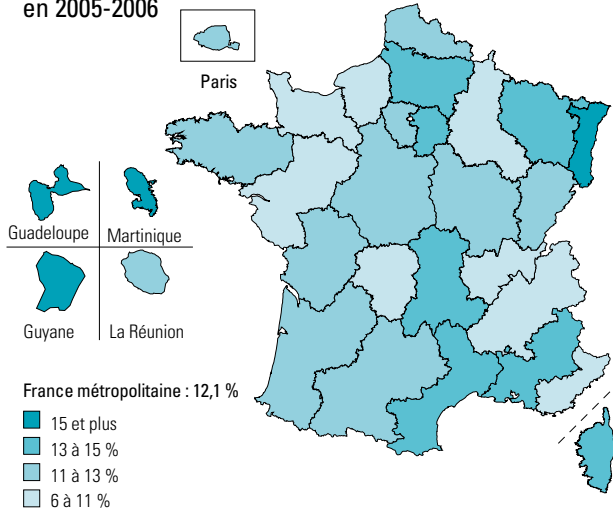 en 2005-2006
Paris
Guadeloupe
Martinique
Guyane
La Réunion
France métropolitaine : 12,1 %
15 et plus
13 à 15 %
11 à 13 %
6 à 11 %